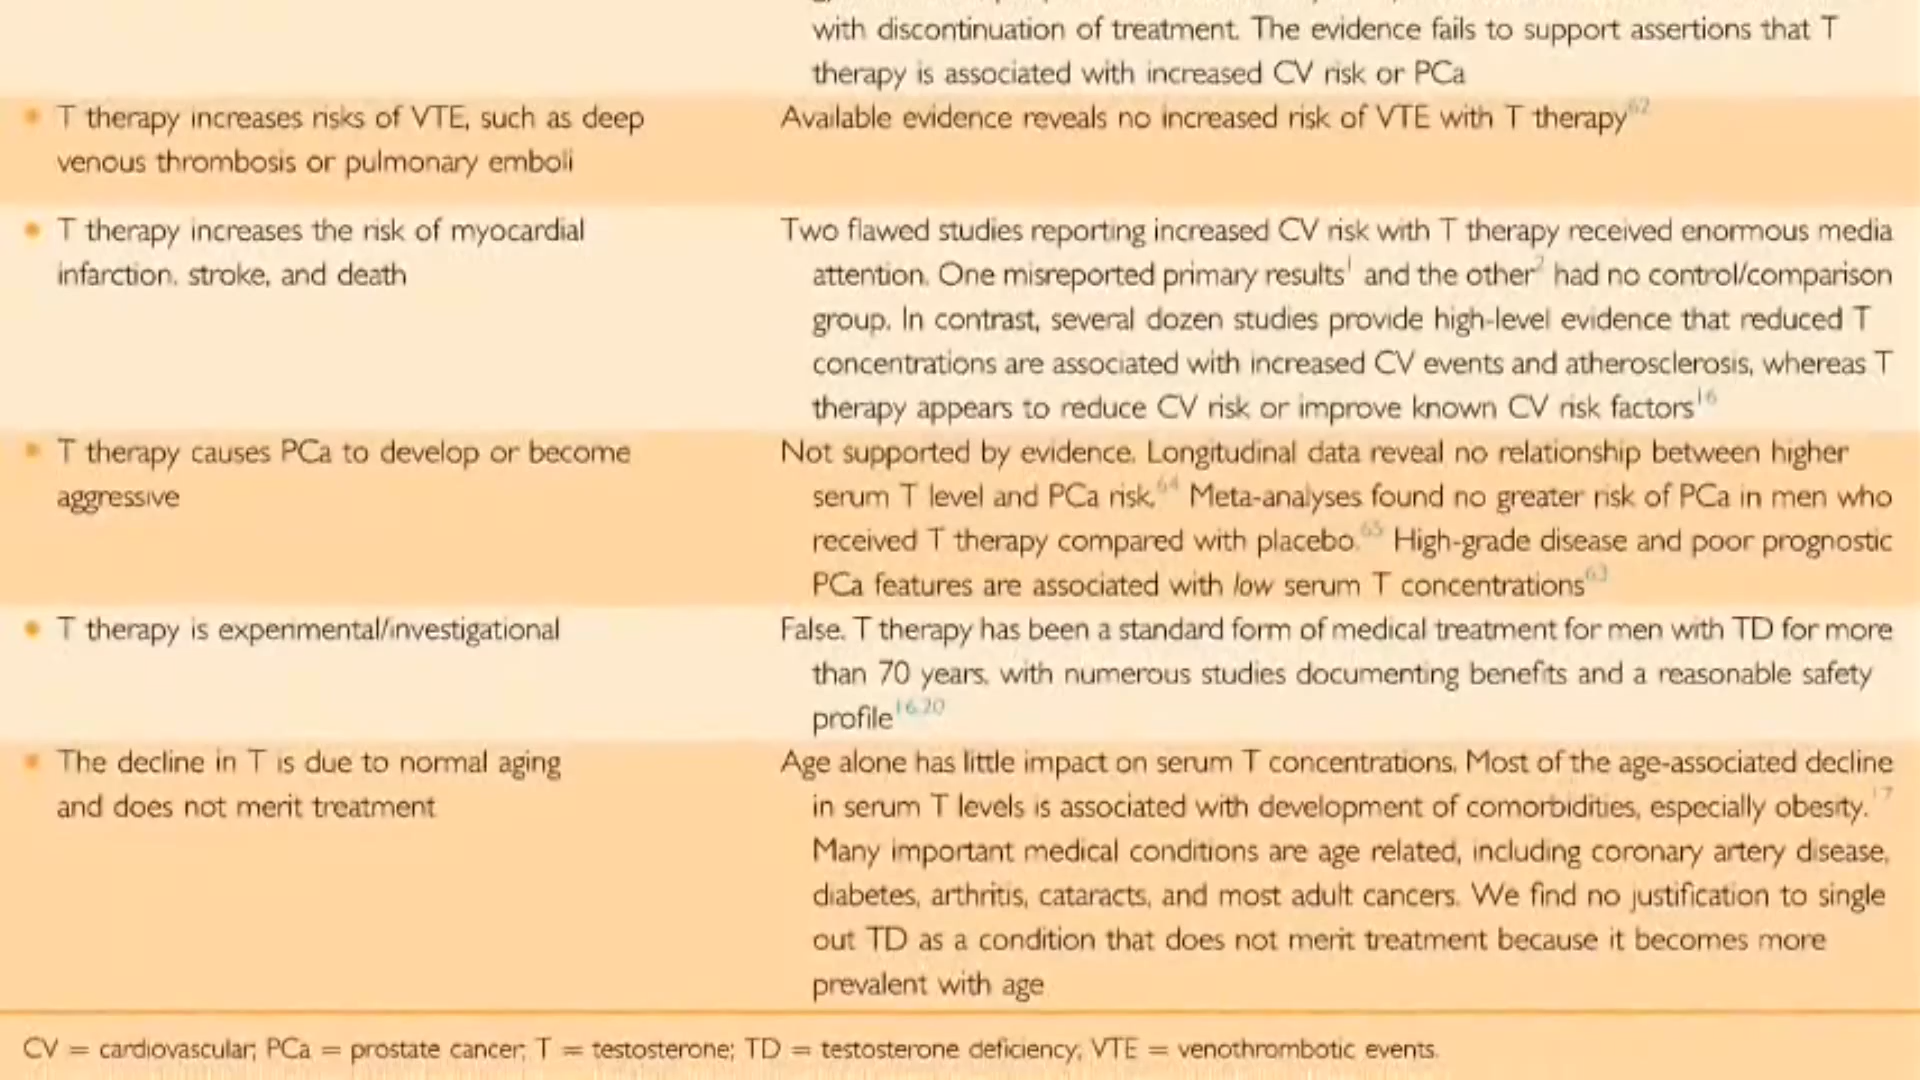 with discontinuation of treatment. The evidence fails to support assertions that T
therapy is associated with increased CV risk or PCa
T therapy increases risks of VTE, such as deep
venous thrombosis or pulmonary emboli
Available evidence reveals no increased risk of VTE with T therapy62
T therapy increases the risk of myocardial
infarction, stroke, and death
Two flawed studies reporting increased CV risk with T therapy received enormous media
attention. One misreported primary results1 and the other2 had no control/comparison
group. In contrast, several dozen studies provide high-level evidence that reduced T
concentrations are associated with increased CV events and atherosclerosis, whereas T
therapy appears to reduce CV risk or improve known CV risk factors16
T therapy causes PCa to develop or become
aggressive
Not supported by evidence. Longitudinal data reveal no relationship between higher
serum T level and PCa risk.64 Meta-analyses found no greater risk of PCa in men who
received T therapy compared with placebo.65 High-grade disease and poor prognostic
PCa features are associated with low serum T concentrations63
T therapy is experimental/investigational
False. T therapy has been a standard form of medical treatment for men with TD for more
than 70 years, with numerous studies documenting benefits and a reasonable safety
profile16,20
The decline in T is due to normal aging
and does not merit treatment
Age alone has little impact on serum T concentrations. Most of the age-associated decline
in serum T levels is associated with development of comorbidities, especially obesity.17
Many important medical conditions are age related, including coronary artery disease,
diabetes, arthritis, cataracts, and most adult cancers. We find no justification to single
out TD as a condition that does not merit treatment because it becomes more
prevalent with age
CV = cardiovascular; PCa = prostate cancer; T = testosterone; TD = testosterone deficiency; VTE = venothrombotic events.